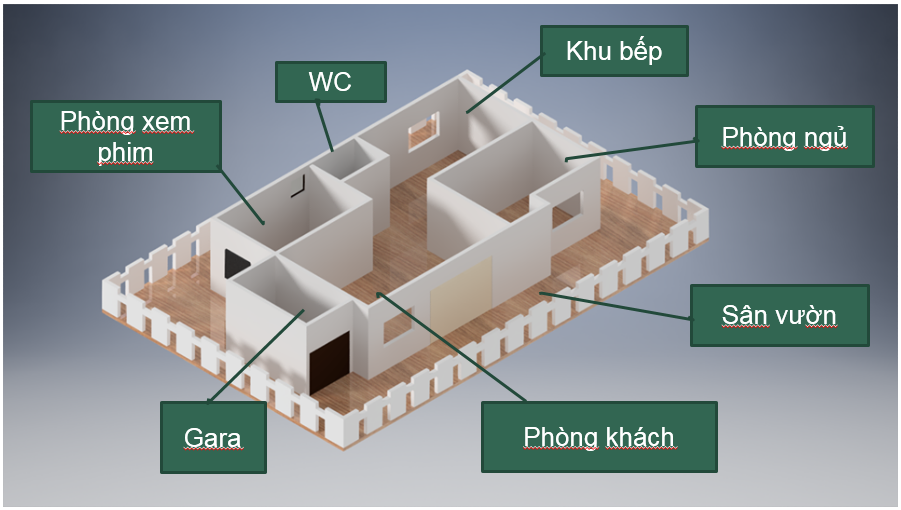 Khu bếp
WC
Phòng xem
phim
Phòng ngủ
Sân vườn
Gara
Phòng khách